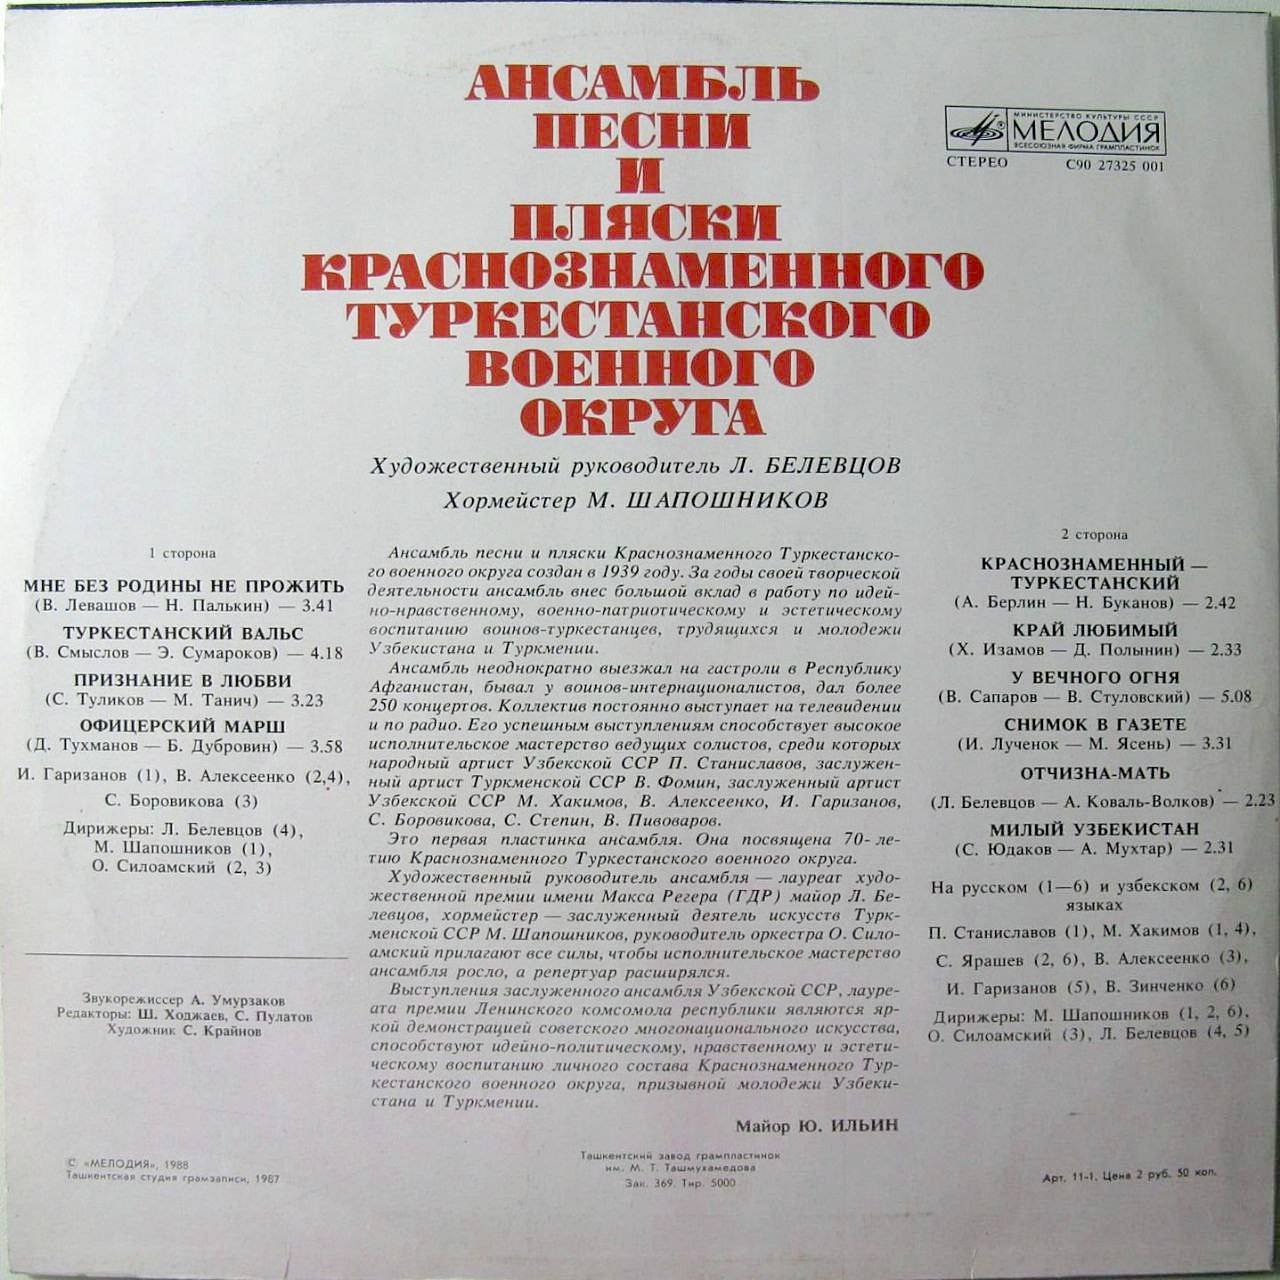 АНСАМБЛЬ
ПЕСНИ
И
ПЛЯСКИ
КРАСНОЗНАМЕННОГО
ТУРКЕСТАНСКОГО
ВОЕННОГО
ОКРУГА
МИНИСТЕРСТВО КУЛЬТУРЫ СССР
МЕЛОДИЯ
ВСЕСОЮЗНАЯ ФИРМА ГРАМПЛАСТИНОК
СТЕРЕО С90 27325 001
Художественный руководитель Л. БЕЛЕВЦОВ
Хормейстер М. ШАПОШНИКОВ
1 сторона
МНЕ БЕЗ РОДИНЫ НЕ ПРОЖИТЬ
(В. Левашов — Н. Палькин) — 3.41
ТУРКЕСТАНСКИЙ ВАЛЬС
(В. Смыслов — Э. Сумароков) — 4.18
ПРИЗНАНИЕ В ЛЮБВИ
(С. Туликов — М. Танич) — 3.23
ОФИЦЕРСКИЙ МАРШ
(Д. Тухманов — Б. Дубровин) — 3.58
И. Гаризанов (1), В. Алексеенко (2,4),
С. Боровикова (3)
Дирижеры: Л. Белевцов (4),
М. Шапошников (1),
О. Силоамский (2, 3)
Звукорежиссер А. Умурзаков
Редакторы: Ш. Ходжаев, С. Пулатов
Художник С. Крайнов
Ансамбль песни и пляски Краснознаменного Туркестанско-
го военного округа создан в 1939 году. За годы своей творческой
деятельности ансамбль внес большой вклад в работу по идей-
но-нравственному, военно-патриотическому и эстетическому
воспитанию воинов-туркестанцев, трудящихся и молодежи
Узбекистана и Туркмении.
Ансамбль неоднократно выезжал на гастроли в Республику
Афганистан, бывал у воинов-интернационалистов, дал более
250 концертов. Коллектив постоянно выступает на телевидении
и по радио. Его успешным выступлениям способствует высокое
исполнительское мастерство ведущих солистов, среди которых
народный артист Узбекской ССР П. Станиславов, заслужен-
ный артист Туркменской ССР В. Фомин, заслуженный артист
Узбекской ССР М. Хакимов, В. Алексеенко, И. Гаризанов,
С. Боровикова, С. Степин, В. Пивоваров.
Это первая пластинка ансамбля. Она посвящена 70-ле-
тию Краснознаменного Туркестанского военного округа.
Художественный руководитель ансамбля — лауреат худо-
жественной премии имени Макса Регера (ГДР) майор Л. Бе-
левцов, хормейстер — заслуженный деятель искусств Турк-
менской ССР М. Шапошников, руководитель оркестра О. Сило-
амский прилагают все силы, чтобы исполнительское мастерство
ансамбля росло, а репертуар расширялся.
Выступления заслуженного ансамбля Узбекской ССР, лауре-
ата премии Ленинского комсомола республики являются яр-
кой демонстрацией советского многонационального искусства,
способствуют идейно-политическому, нравственному и эстети-
ческому воспитанию личного состава Краснознаменного Тур-
кестанского военного округа, призывной молодежи Узбеки-
стана и Туркмении.
Майор Ю. ИЛЬИН
2 сторона
КРАСНОЗНАМЕННЫЙ —
ТУРКЕСТАНСКИЙ
(А. Берлин — Н. Буканов) — 2.42
КРАЙ ЛЮБИМЫЙ
(Х. Изамов — Д. Полынин) — 2.33
У ВЕЧНОГО ОГНЯ
(В. Сапаров — В. Стуловский) — 5.08
СНИМОК В ГАЗЕТЕ
(И. Лученок — М. Ясень) — 3.31
ОТЧИЗНА-МАТЬ
(Л. Белевцов — А. Коваль-Волков) — 2.23
МИЛЫЙ УЗБЕКИСТАН
(С. Юдаков — А. Мухтар) — 2.31
На русском (1—6) и узбекском (2, 6)
языках
П. Станиславов (1), М. Хакимов (1, 4),
С. Ярашев (2, 6), В. Алексеенко (3),
И. Гаризанов (5), В. Зинченко (6)
Дирижеры: М. Шапошников (1, 2, 6),
О. Силоамский (3), Л. Белевцов (4, 5)
© «МЕЛОДИЯ», 1988
Ташкентская студия грамзаписи, 1987
Ташкентский завод грампластинок
им. М. Т. Ташмухамедова
Зак. 369. Тир. 5000
Арт. 11-1. Цена 2 руб. 50 коп.